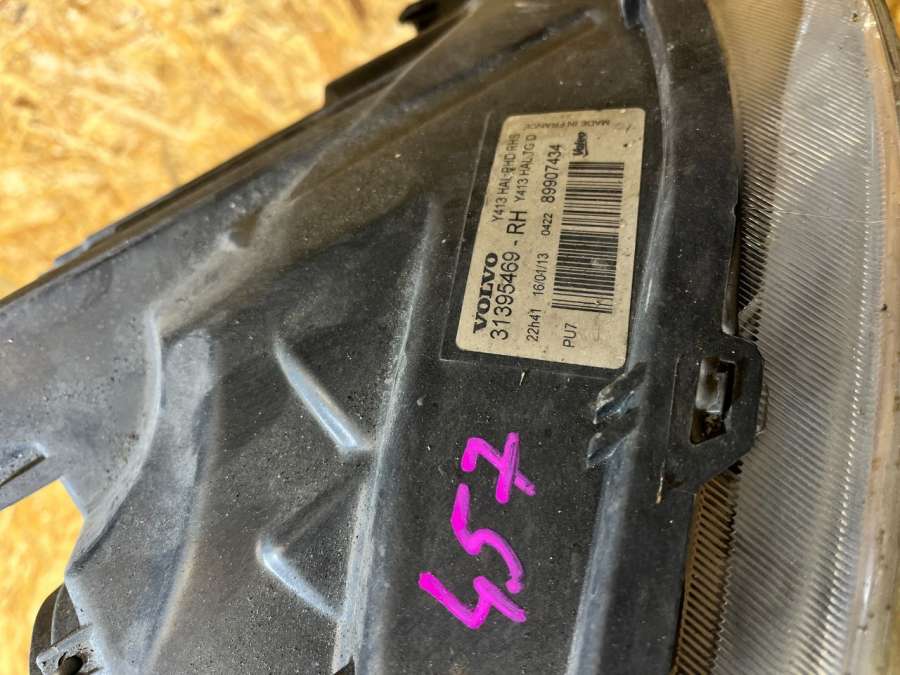 VOLVO
Y413 HAL RHD RHS
31395469 - RH Y413 HAL.TG D
22h41 16/01/13 0422 89907434
PU7
Valeo
MADE IN FRANCE
457